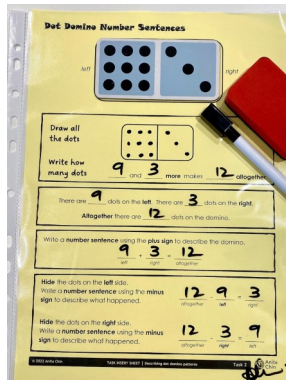 Dot Domino Number Sentences
left
right
Draw all
the dots
Write how
many dots
9 and 3 more makes 12 altogether
There are 9 dots on the left. There are 3 dots on the right.
Altogether there are 12 dots on the domino.
Write a number sentence using the plus sign to describe the domino.
9 + 3 = 12
left right altogether
Hide the dots on the left side.
Write a number sentence using the minus
sign to describe what happened.
12 - 9 = 3
altogether left right
Hide the dots on the right side.
Write a number sentence using the minus
sign to describe what happened.
12 - 3 = 9
altogether right left
© 2022 Anita Chin
Task 2
Anita
Chin